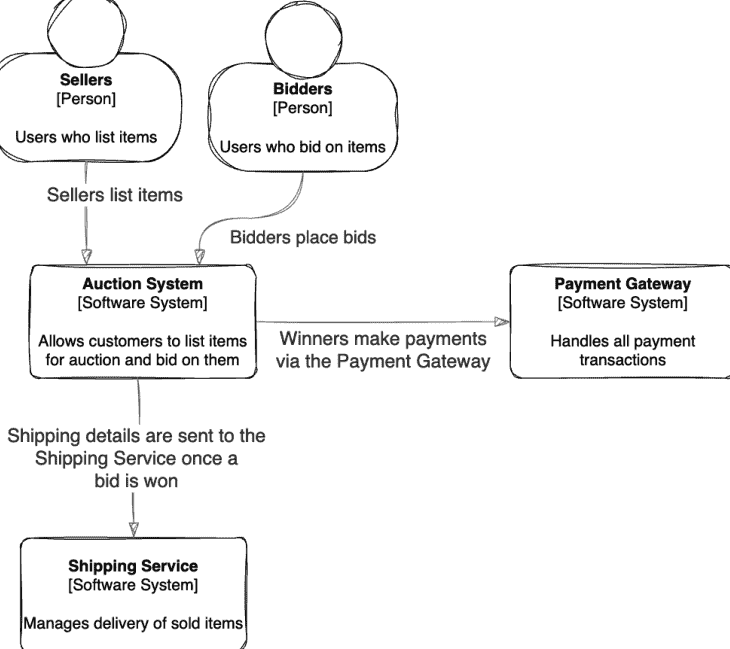 Sellers
[Person]
Users who list items
Bidders
[Person]
Users who bid on items
Sellers list items
Bidders place bids
Auction System
[Software System]
Allows customers to list items
for auction and bid on them
Winners make payments
via the Payment Gateway
Payment Gateway
[Software System]
Handles all payment
transactions
Shipping details are sent to the
Shipping Service once a
bid is won
Shipping Service
[Software System]
Manages delivery of sold items